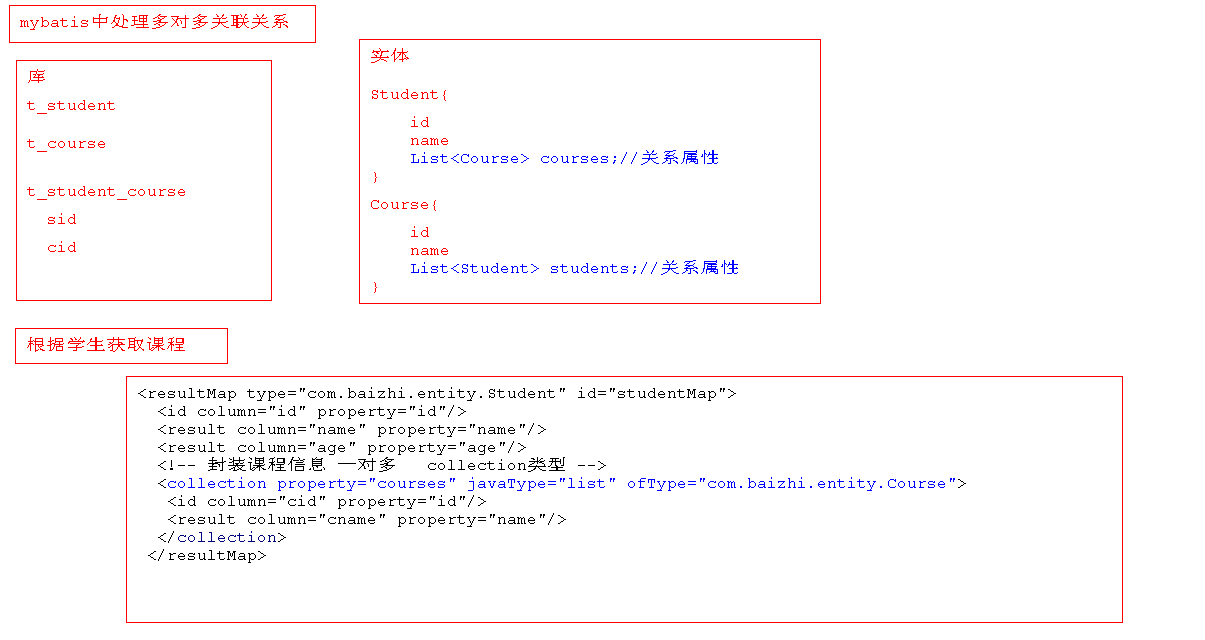 mybatis中处理多对多关联关系
库
t_student
t_course
t_student_course
sid
cid
实体
Student{
id
name
List<Course> courses;//关系属性
}
Course{
id
name
List<Student> students;//关系属性
}
根据学生获取课程
<resultMap type="com.baizhi.entity.Student" id="studentMap">
<id column="id" property="id"/>
<result column="name" property="name"/>
<result column="age" property="age"/>
<!-- 封装课程信息 一对多   collection类型 -->
<collection property="courses" javaType="list" ofType="com.baizhi.entity.Course">
<id column="cid" property="id"/>
<result column="cname" property="name"/>
</collection>
</resultMap>